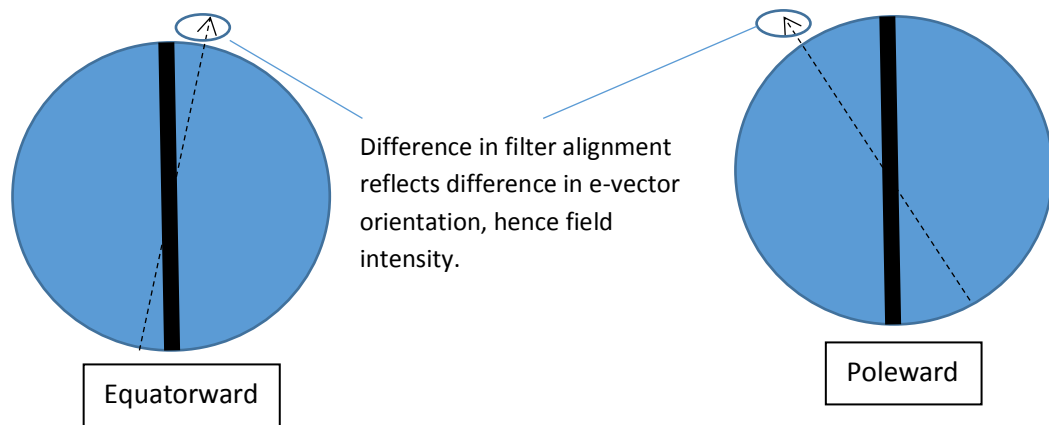 Difference in filter alignment
reflects difference in e-vector
orientation, hence field
intensity.
Equatorward
Poleward